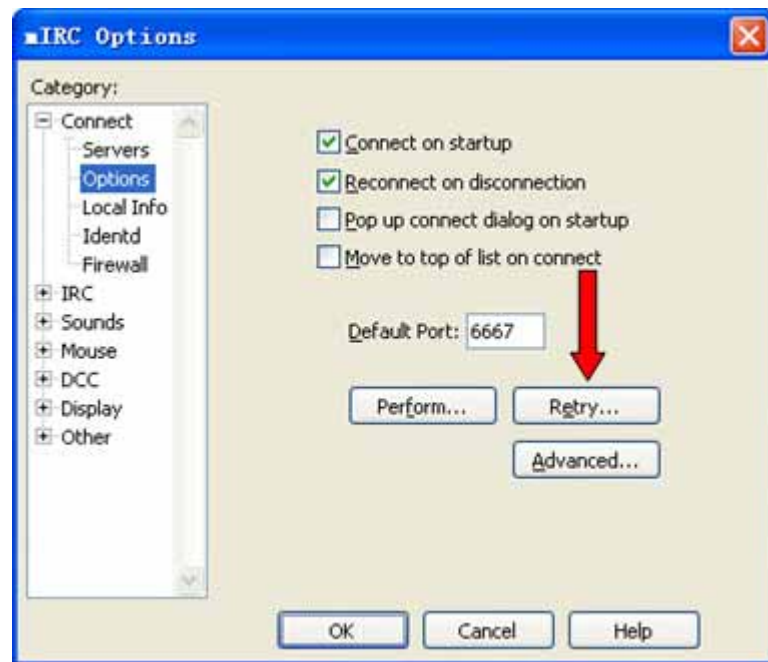 mIRC Options
Category:
Connect
Servers
Options
Local Info
Identd
Firewall
IRC
Sounds
Mouse
DCC
Display
Other
Connect on startup
Reconnect on disconnection
Pop up connect dialog on startup
Move to top of list on connect
Default Port: 6667
Perform... Retry...
Advanced...
OK Cancel Help